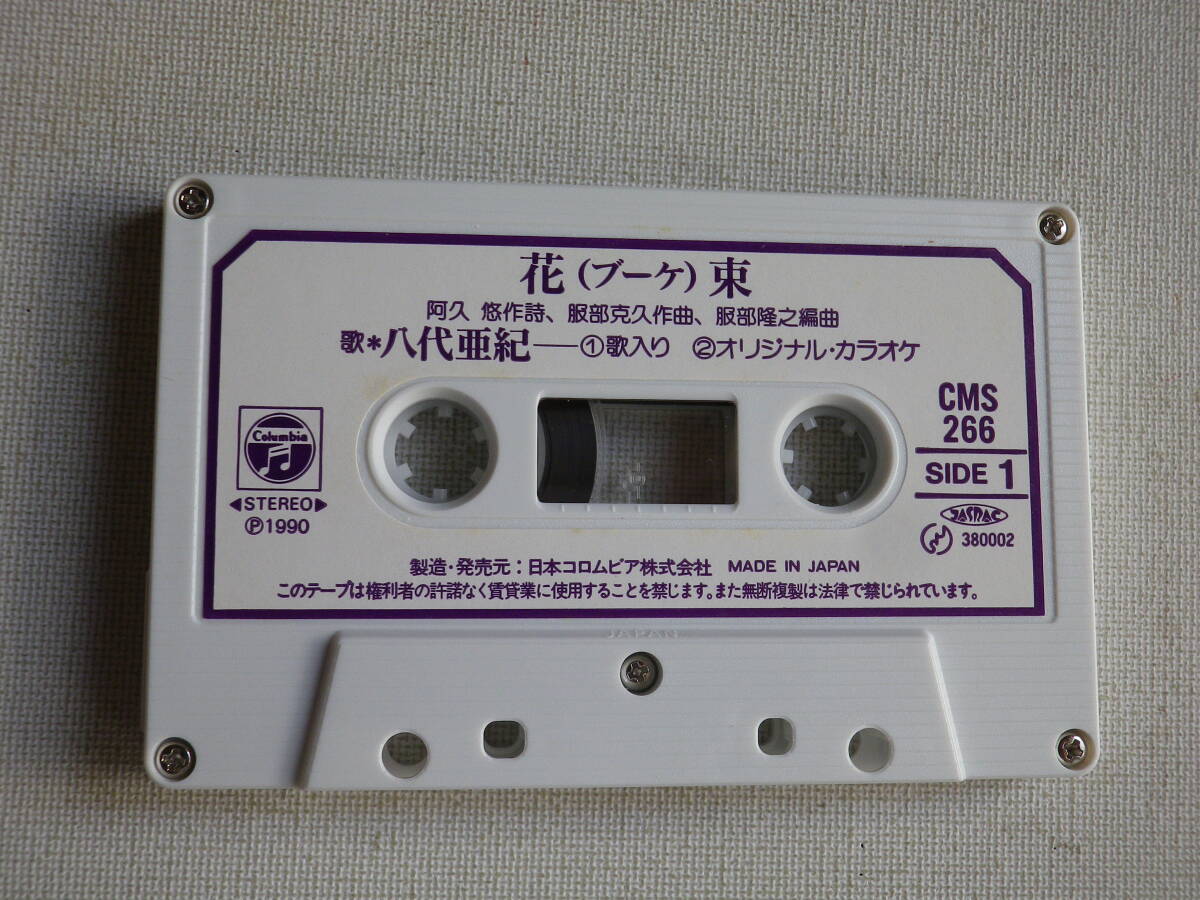 花（ブーケ）束
阿久 悠作詩、服部克久作曲、服部隆之編曲
歌*八代亜紀――①歌入り ②オリジナル・カラオケ
CMS
266
SIDE 1
JASRAC
380002
Columbia
◀STEREO▶
Ⓟ1990
製造・発売元：日本コロムビア株式会社 MADE IN JAPAN
このテープは権利者の許諾なく賃貸業に使用することを禁じます。また無断複製は法律で禁じられています。
JAPAN